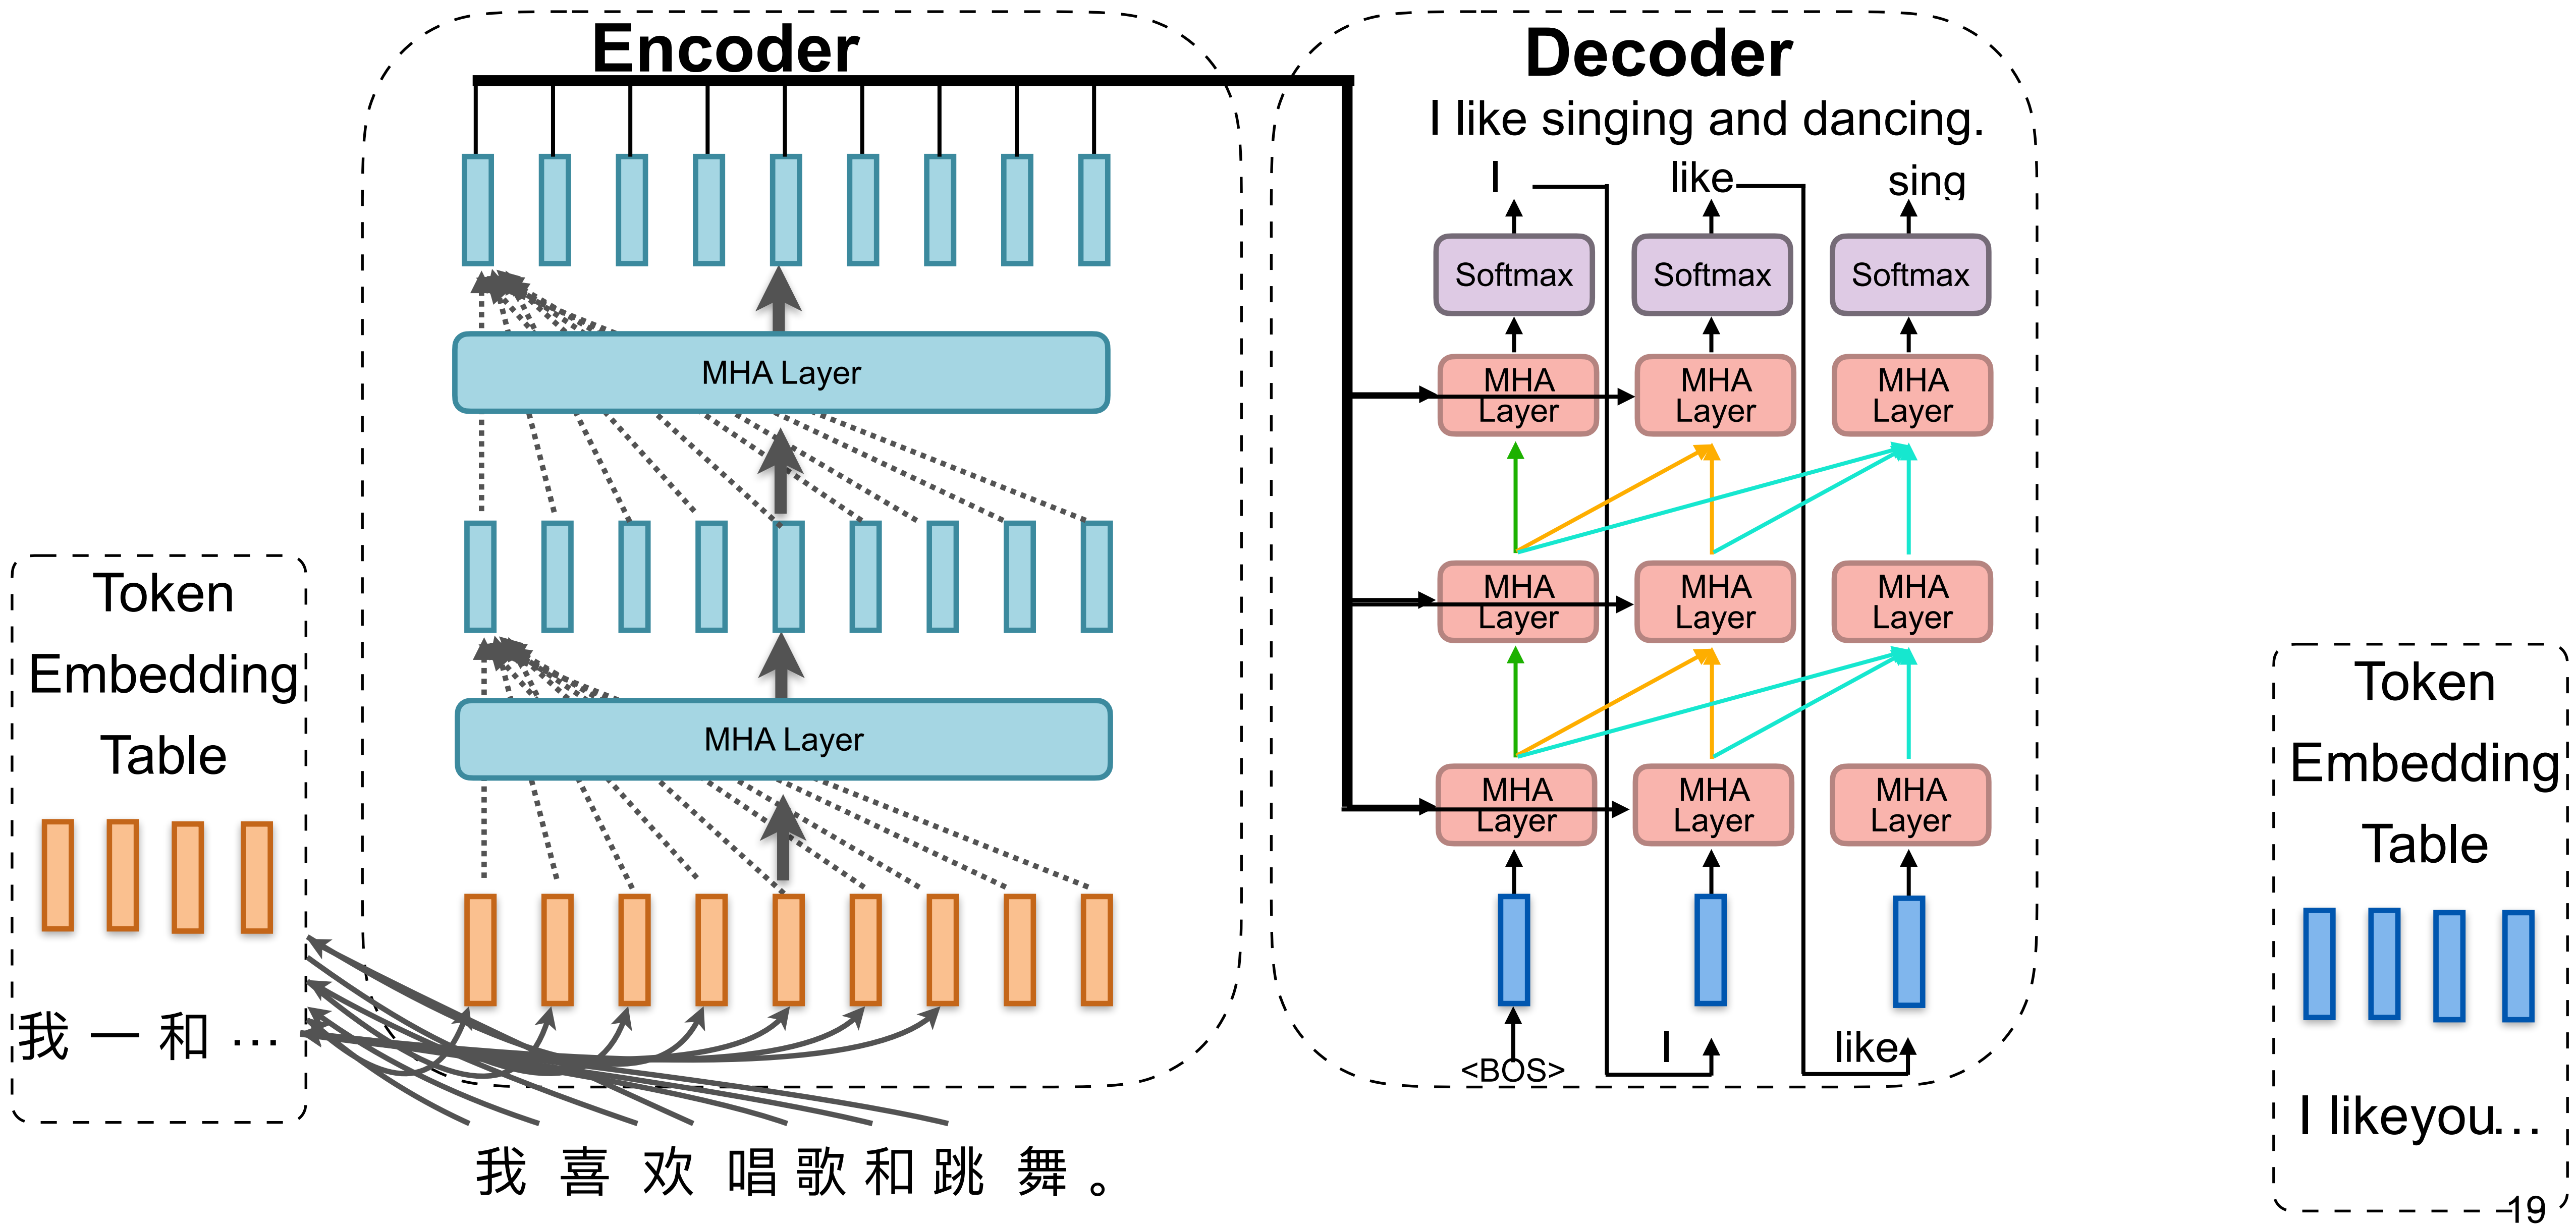 Encoder
Decoder
I like singing and dancing.
I
like
sing
Softmax
Softmax
Softmax
MHA Layer
MHA
Layer
MHA
Layer
MHA
Layer
Token
Embedding
Table
我 一 和 …
MHA Layer
MHA
Layer
MHA
Layer
MHA
Layer
MHA
Layer
MHA
Layer
MHA
Layer
<BOS>
I
like
我 喜 欢 唱 歌 和 跳 舞 。
Token
Embedding
Table
I likeyou…
19